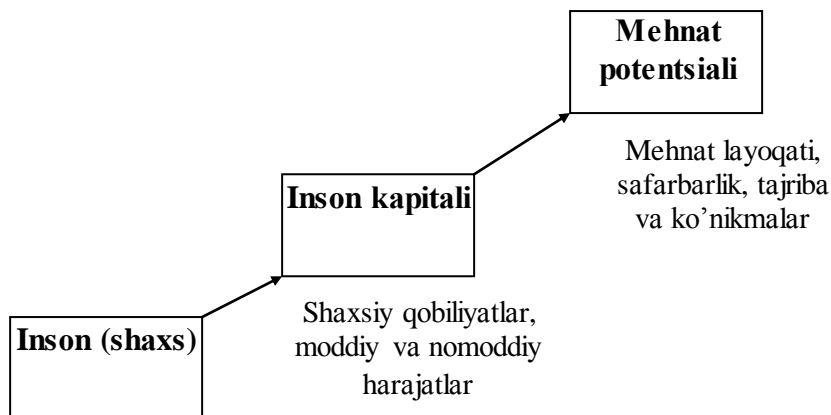 Mehnat
potentsiali
Mehnat layoqati,
safarbarlik, tajriba
va ko’nikmalar
Inson kapitali
Shaxsiy qobiliyatlar,
moddiy va nomoddiy
harajatlar
Inson (shaxs)